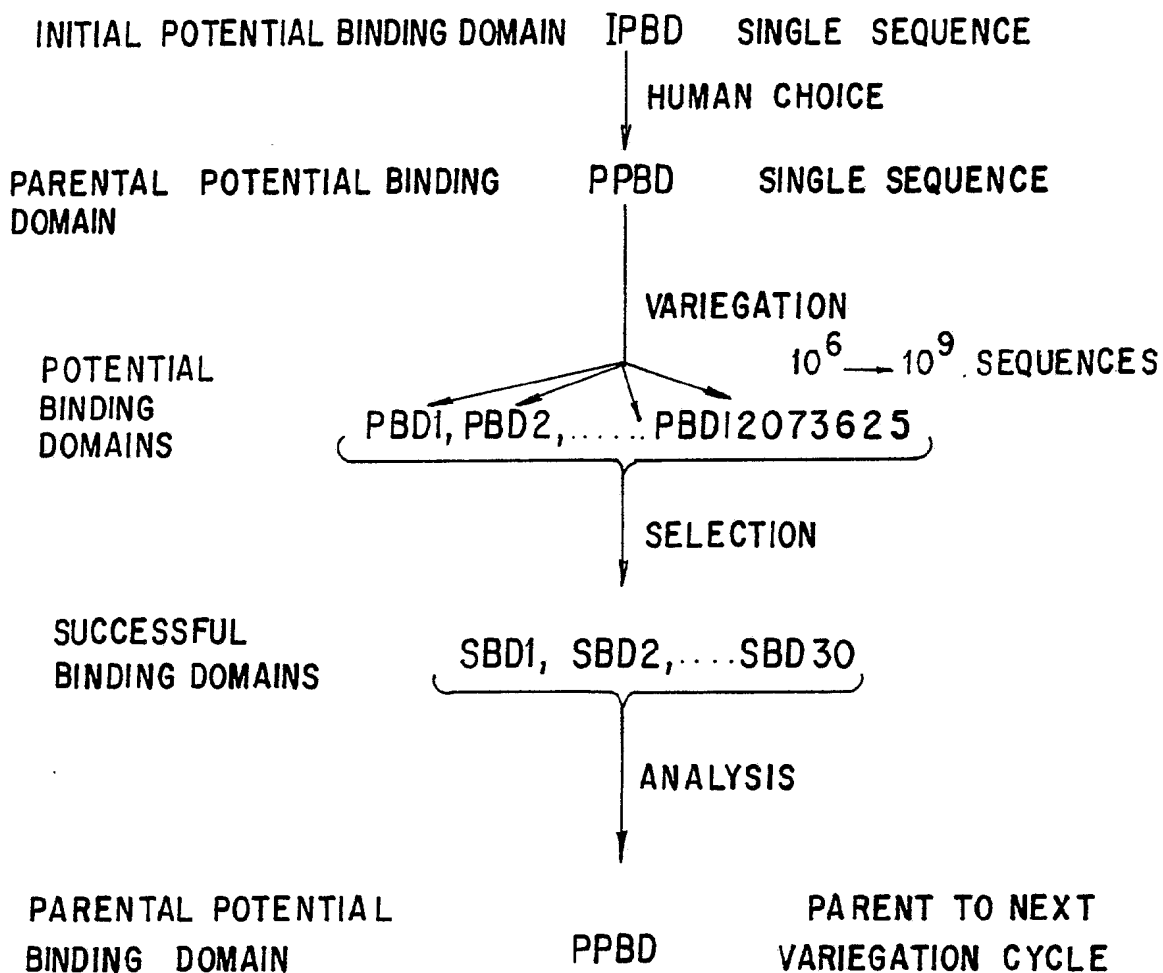 INITIAL POTENTIAL BINDING DOMAIN IPBD SINGLE SEQUENCE
HUMAN CHOICE
PARENTAL POTENTIAL BINDING DOMAIN PPBD SINGLE SEQUENCE
VARIEGATION
10^6 → 10^9 SEQUENCES
POTENTIAL
BINDING
DOMAINS
PBD1, PBD2, ...... PBD12073625
SELECTION
SUCCESSFUL
BINDING DOMAINS
SBD1, SBD2, .... SBD30
ANALYSIS
PARENTAL POTENTIAL
BINDING DOMAIN
PPBD
PARENT TO NEXT
VARIEGATION CYCLE